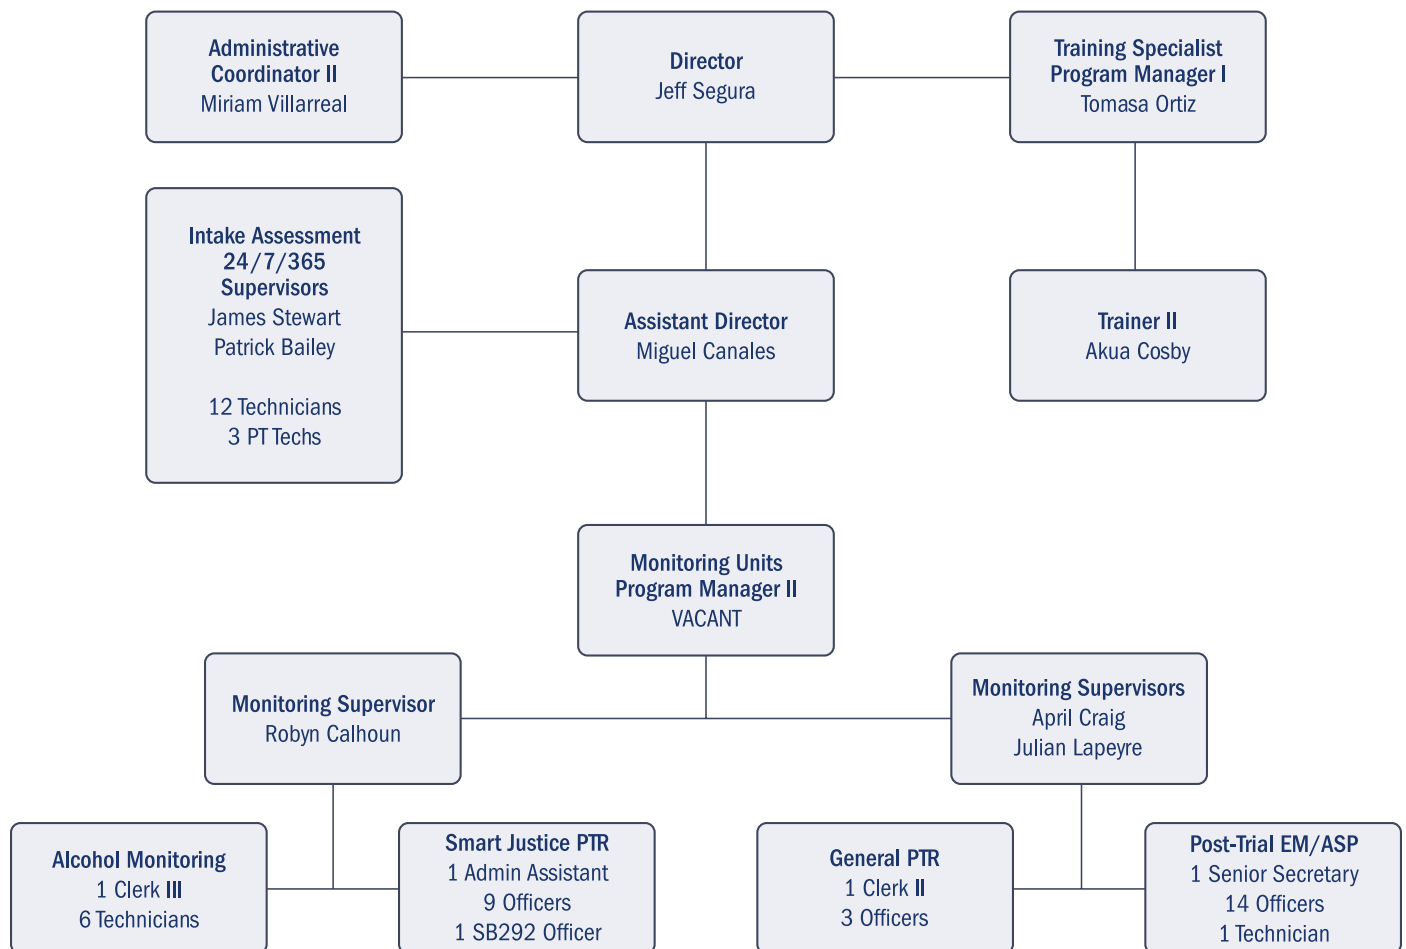 Administrative
Coordinator II
Miriam Villarreal
Director
Jeff Segura
Training Specialist
Program Manager I
Tomasa Ortiz
Intake Assessment
24/7/365
Supervisors
James Stewart
Patrick Bailey
12 Technicians
3 PT Techs
Assistant Director
Miguel Canales
Trainer II
Akua Cosby
Monitoring Units
Program Manager II
VACANT
Monitoring Supervisor
Robyn Calhoun
Monitoring Supervisors
April Craig
Julian Lapeyre
Alcohol Monitoring
1 Clerk III
6 Technicians
Smart Justice PTR
1 Admin Assistant
9 Officers
1 SB292 Officer
General PTR
1 Clerk II
3 Officers
Post-Trial EM/ASP
1 Senior Secretary
14 Officers
1 Technician